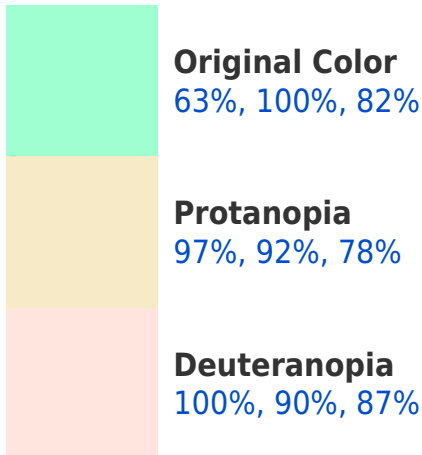 Original Color
63%, 100%, 82%
Protanopia
97%, 92%, 78%
Deuteranopia
100%, 90%, 87%